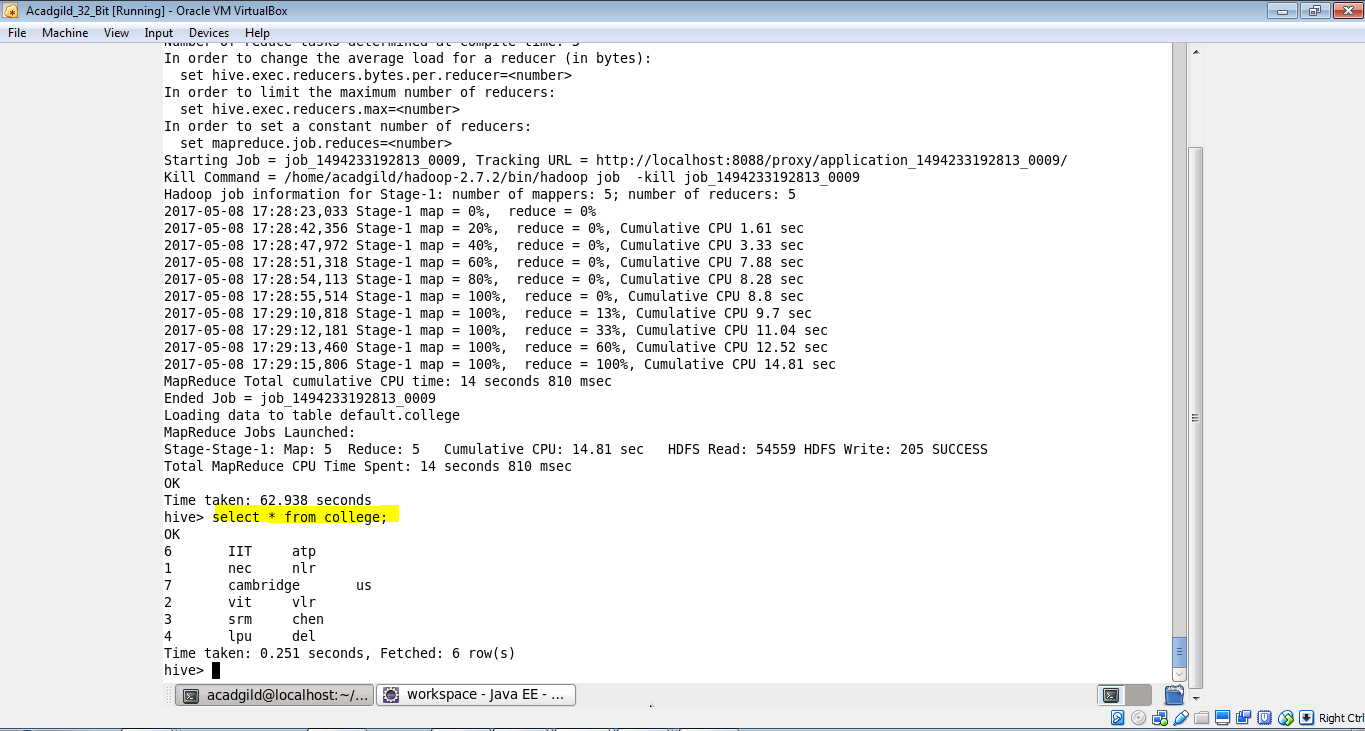 Acadgild_32_Bit [Running] - Oracle VM VirtualBox
File Machine View Input Devices Help
Number of reduce tasks determined at compile time: 5
In order to change the average load for a reducer (in bytes):
  set hive.exec.reducers.bytes.per.reducer=<number>
In order to limit the maximum number of reducers:
  set hive.exec.reducers.max=<number>
In order to set a constant number of reducers:
  set mapreduce.job.reduces=<number>
Starting Job = job_1494233192813_0009, Tracking URL = http://localhost:8088/proxy/application_1494233192813_0009/
Kill Command = /home/acadgild/hadoop-2.7.2/bin/hadoop job  -kill job_1494233192813_0009
Hadoop job information for Stage-1: number of mappers: 5; number of reducers: 5
2017-05-08 17:28:23,033 Stage-1 map = 0%,  reduce = 0%
2017-05-08 17:28:42,356 Stage-1 map = 20%,  reduce = 0%, Cumulative CPU 1.61 sec
2017-05-08 17:28:47,972 Stage-1 map = 40%,  reduce = 0%, Cumulative CPU 3.33 sec
2017-05-08 17:28:51,318 Stage-1 map = 60%,  reduce = 0%, Cumulative CPU 7.88 sec
2017-05-08 17:28:54,113 Stage-1 map = 80%,  reduce = 0%, Cumulative CPU 8.28 sec
2017-05-08 17:28:55,514 Stage-1 map = 100%,  reduce = 0%, Cumulative CPU 8.8 sec
2017-05-08 17:29:10,818 Stage-1 map = 100%,  reduce = 13%, Cumulative CPU 9.7 sec
2017-05-08 17:29:12,181 Stage-1 map = 100%,  reduce = 33%, Cumulative CPU 11.04 sec
2017-05-08 17:29:13,460 Stage-1 map = 100%,  reduce = 60%, Cumulative CPU 12.52 sec
2017-05-08 17:29:15,806 Stage-1 map = 100%,  reduce = 100%, Cumulative CPU 14.81 sec
MapReduce Total cumulative CPU time: 14 seconds 810 msec
Ended Job = job_1494233192813_0009
Loading data to table default.college
MapReduce Jobs Launched:
Stage-Stage-1: Map: 5  Reduce: 5   Cumulative CPU: 14.81 sec   HDFS Read: 54559 HDFS Write: 205 SUCCESS
Total MapReduce CPU Time Spent: 14 seconds 810 msec
OK
Time taken: 62.938 seconds
hive> select * from college;
OK
6       IIT     atp
1       nec     nlr
7       cambridge       us
2       vit     vlr
3       srm     chen
4       lpu     del
Time taken: 0.251 seconds, Fetched: 6 row(s)
hive>
acadgild@localhost:~/... workspace - Java EE - ...
Right Ctrl